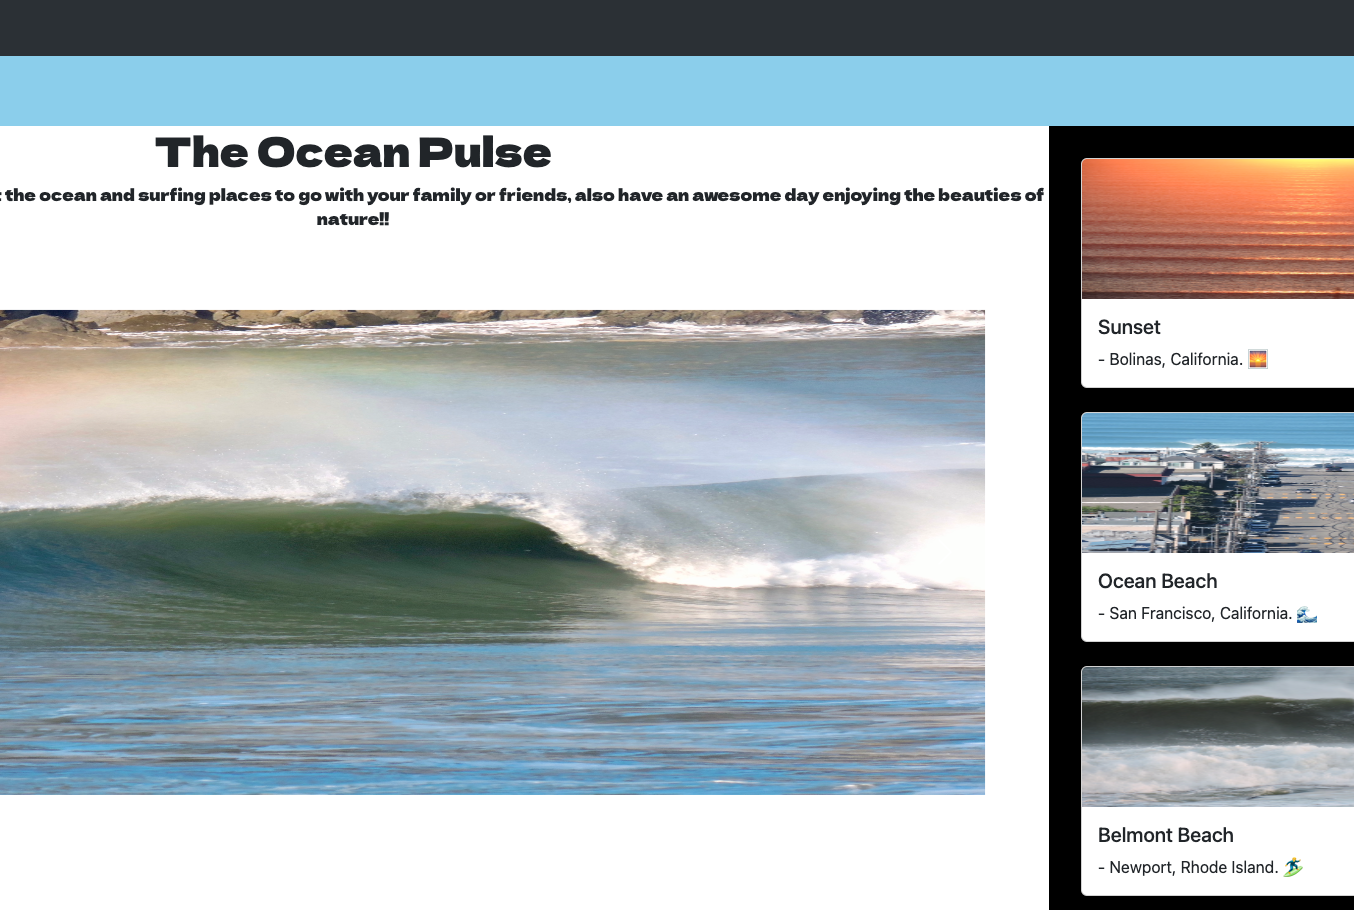 The Ocean Pulse
the ocean and surfing places to go with your family or friends, also have an awesome day enjoying the beauties of
nature!!
Sunset
- Bolinas, California. 🌅
Ocean Beach
- San Francisco, California. 🌊
Belmont Beach
- Newport, Rhode Island. 🏄